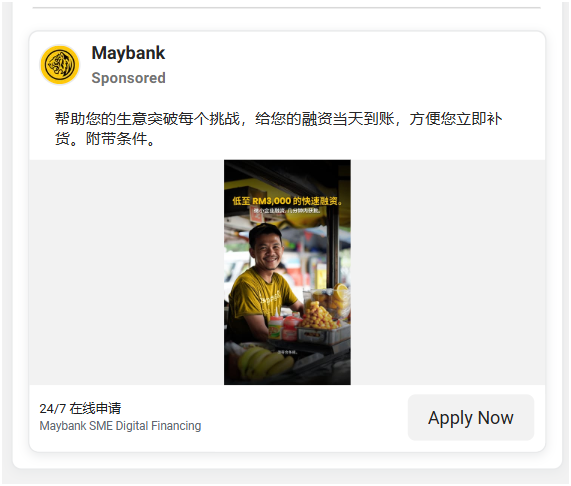 Maybank
Sponsored
帮助您的生意突破每个挑战，给您的融资当天到账，方便您立即补
货。附带条件。
低至 RM3,000 的快速融资。
24/7 在线申请
Maybank SME Digital Financing
Apply Now